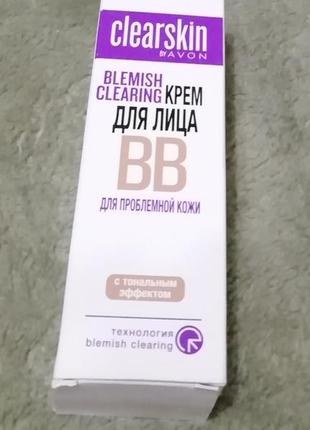 clearskin
BY AVON
BLEMISH
CLEARING КРЕМ
ДЛЯ ЛИЦА
BB
ДЛЯ ПРОБЛЕМНОЙ КОЖИ
с тональным
эффектом
технология
blemish clearing